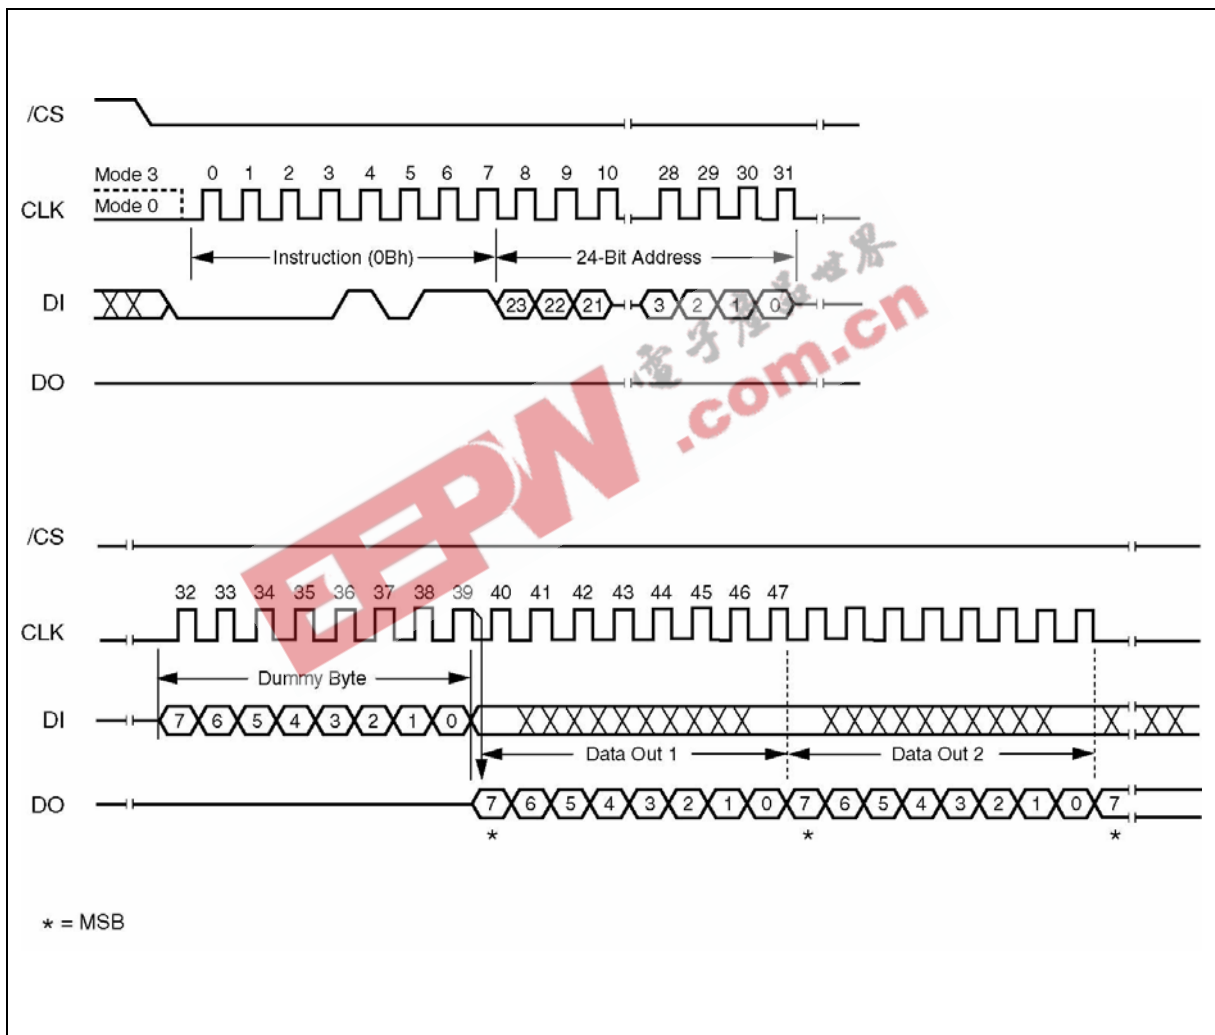 /CS
Mode 3
0 1 2 3 4 5 6 7 8 9 10 28 29 30 31
CLK
Mode 0
Instruction (0Bh)
24-Bit Address
DI
23 22 21 3 2 1 0
DO
電子產品世界
EEPW.com.cn
/CS
32 33 34 35 36 37 38 39 40 41 42 43 44 45 46 47
CLK
Dummy Byte
DI
7 6 5 4 3 2 1 0
Data Out 1
Data Out 2
DO
7 6 5 4 3 2 1 0 7 6 5 4 3 2 1 0 7
* * *
* = MSB